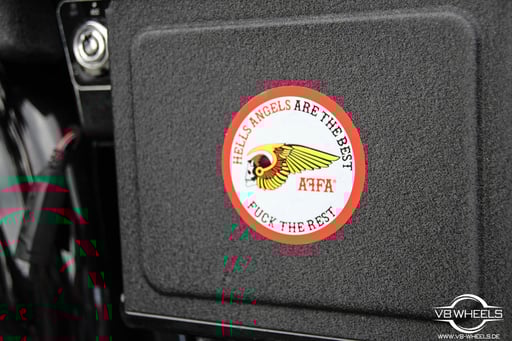 HELLS ANGELS ARE THE BEST
AFFA
FUCK THE REST
V8 WHEELS
WWW.V8-WHEELS.DE